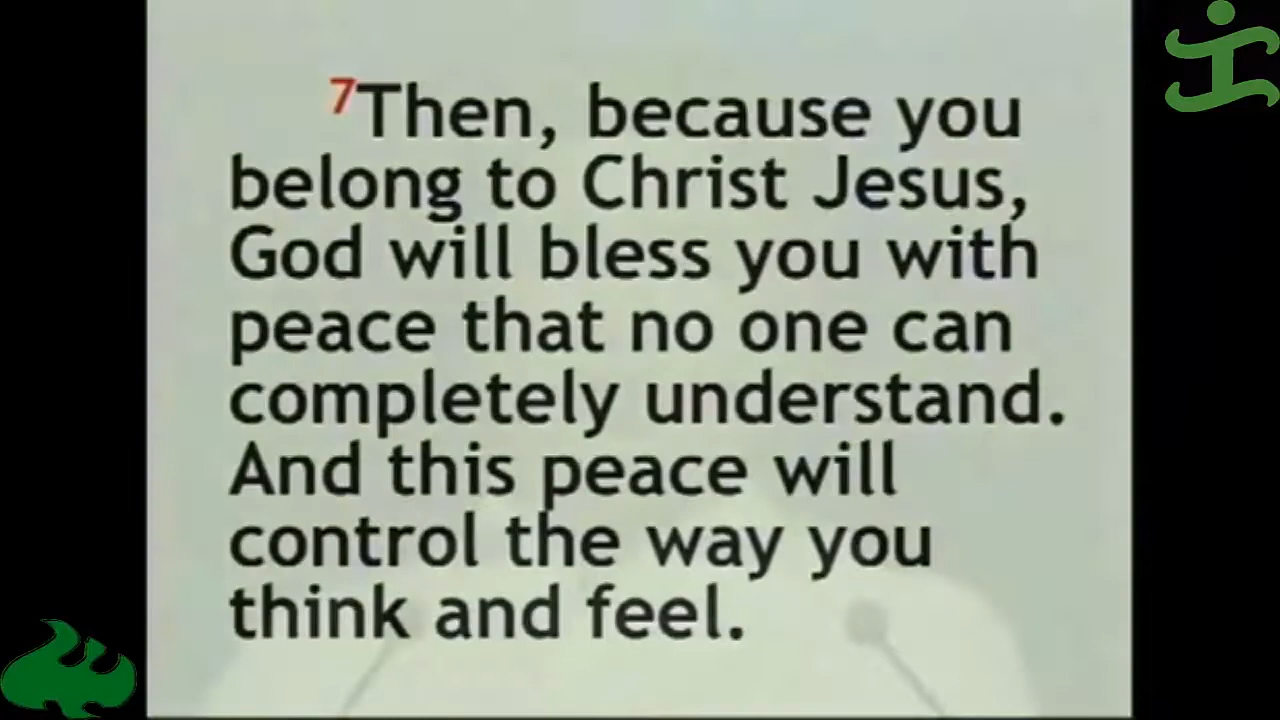 7Then, because you
belong to Christ Jesus,
God will bless you with
peace that no one can
completely understand.
And this peace will
control the way you
think and feel.